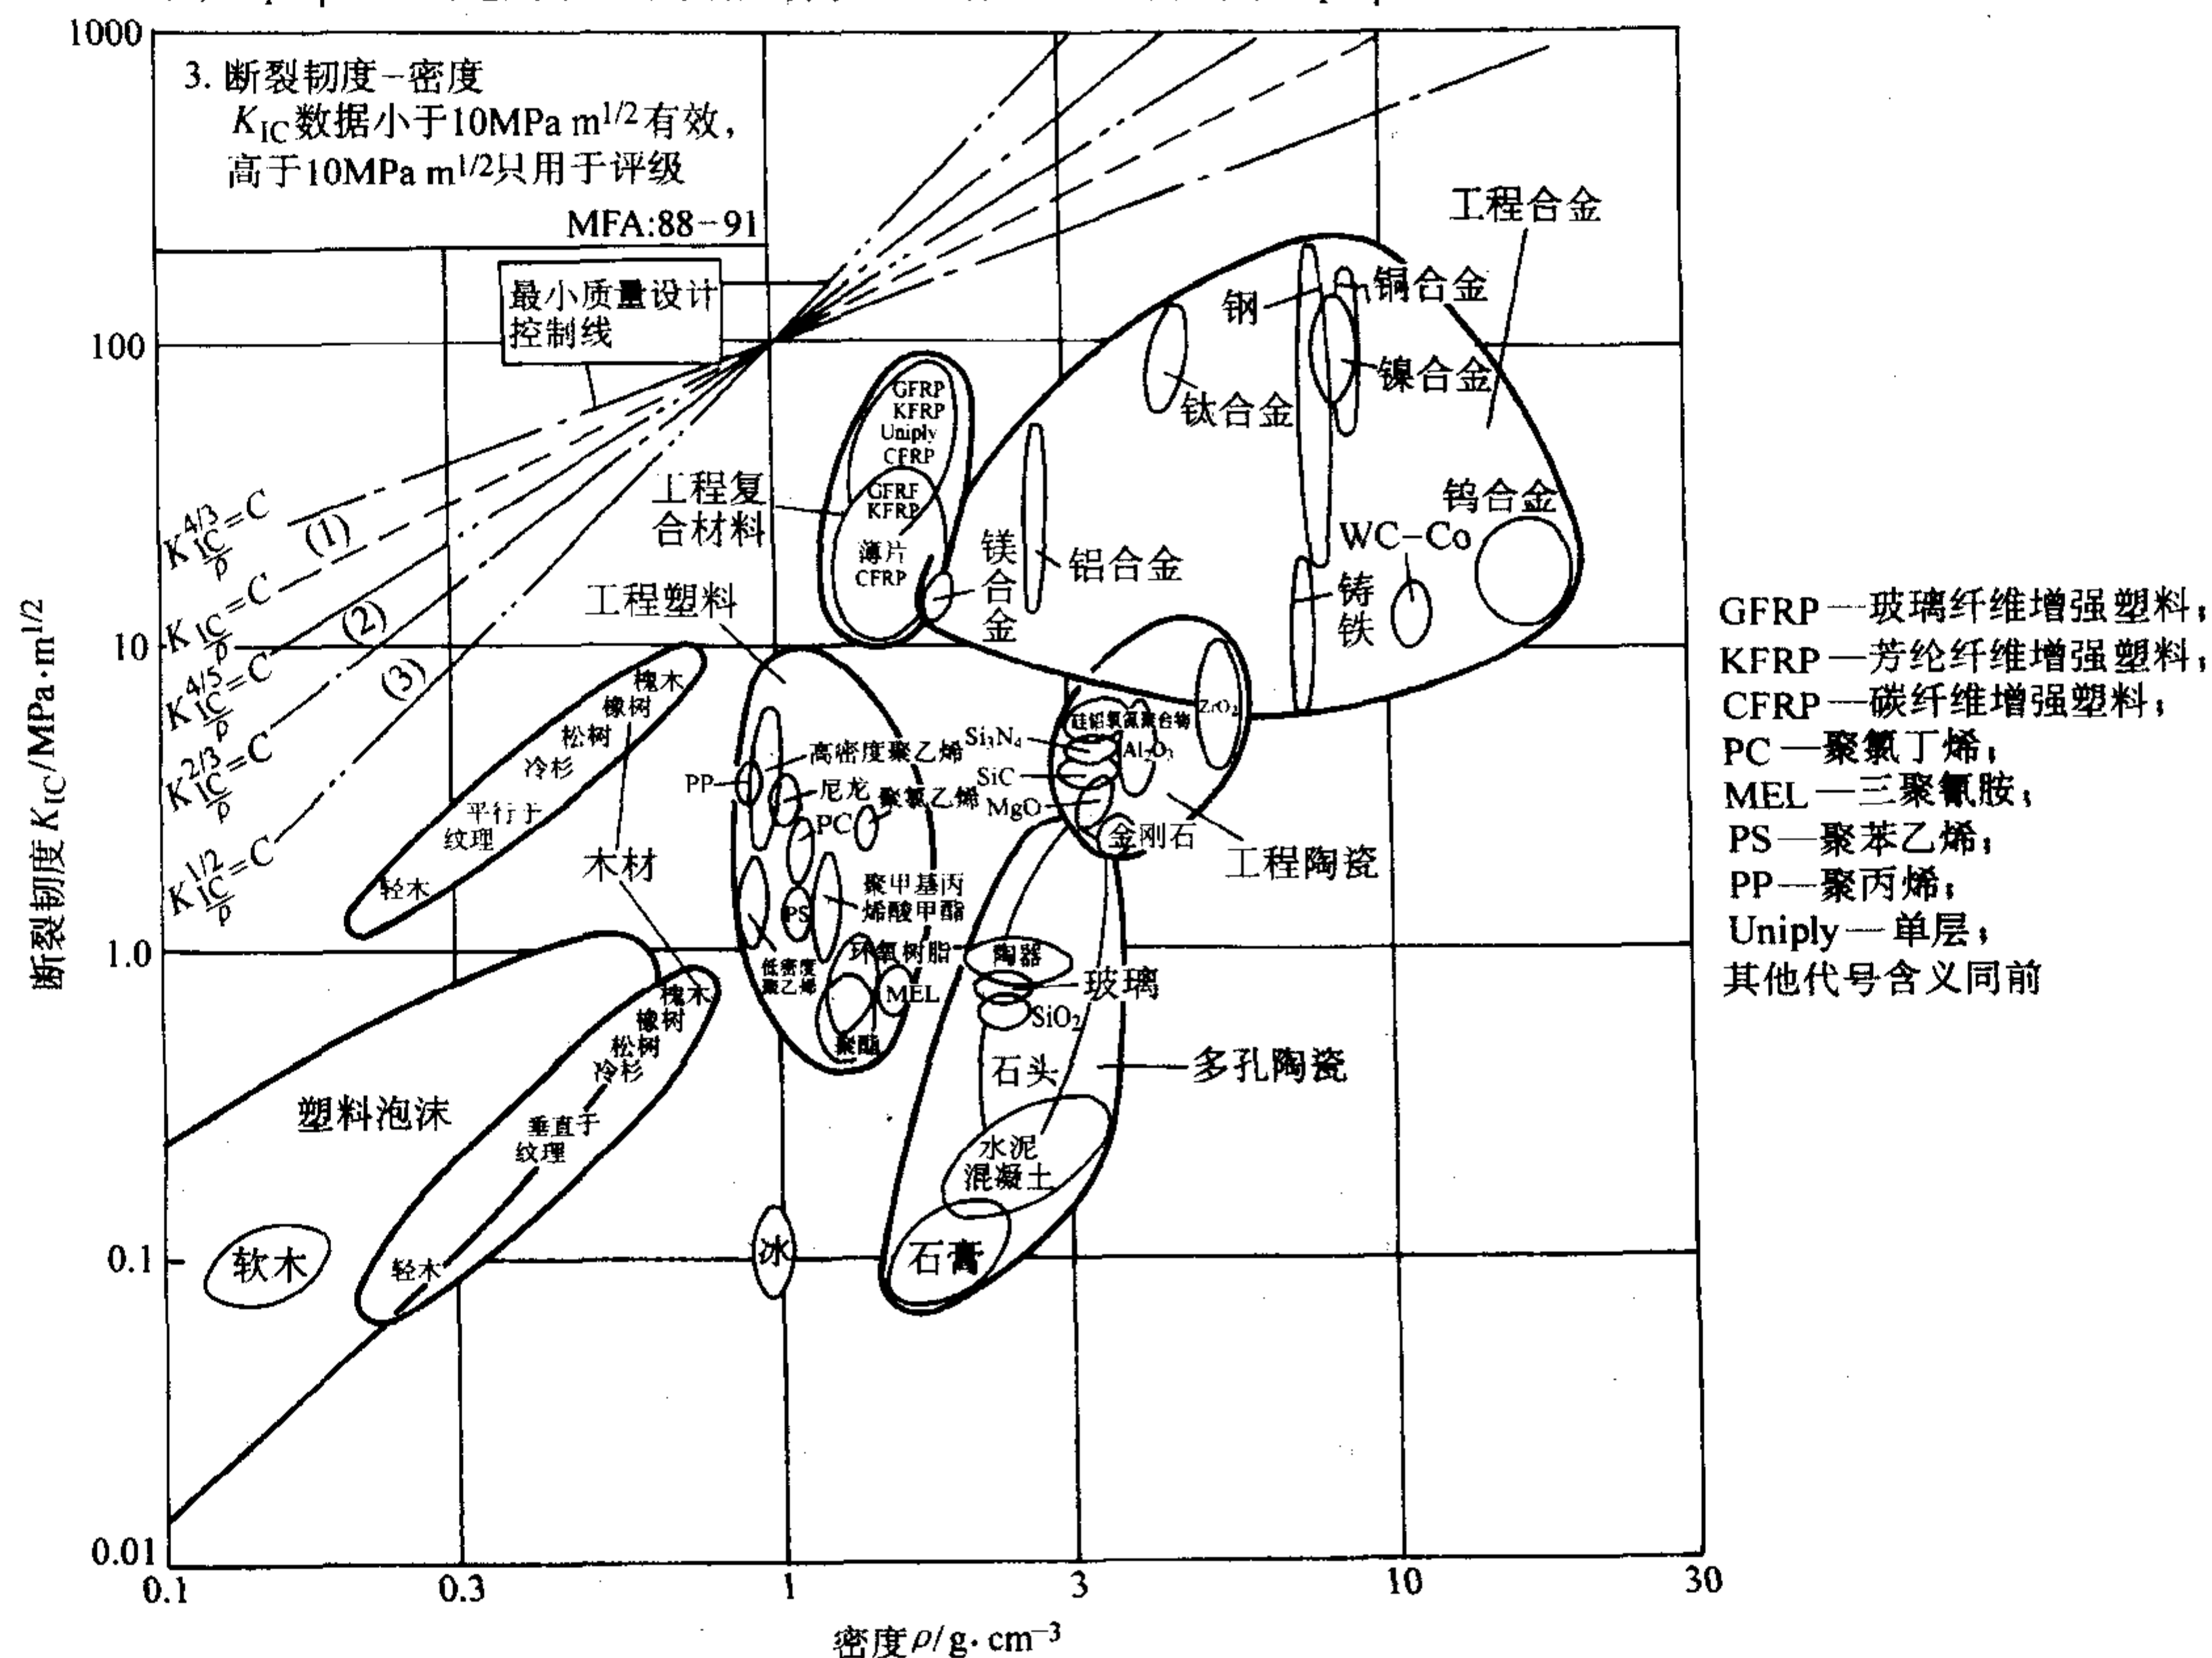 1000
3. 断裂韧度-密度
K_IC数据小于10MPa m^1/2有效,
高于10MPa m^1/2只用于评级
MFA:88-91
工程合金
最小质量设计
控制线
钢
铜合金
100
镍合金
钛合金
GFRP
KFRP
Uniply
CFRP
工程复
合材料
GFRF
KFRP
薄片
CFRP
钨合金
WC-Co
镁
合
金
铝合金
铸
铁
K_IC^4/3/ρ=C
(1)
K_IC/ρ=C
(2)
K_IC^4/5/ρ=C
(3)
K_IC^2/3/ρ=C
K_IC^1/2/ρ=C
工程塑料
10
槐木
橡树
松树
冷杉
平行于
纹理
轻木
木材
高密度聚乙烯
PP
尼龙
聚氯乙烯
PC
聚甲基丙
烯酸甲酯
PS
低密度
聚乙烯
环氧树脂
MEL
聚酯
硅铝氧氮聚合物
ZrO₂
Si₃N₄
Al₂O₃
SiC
MgO
金刚石
工程陶瓷
1.0
陶器
玻璃
SiO₂
石头
多孔陶瓷
水泥
混凝土
石膏
槐木
橡树
松树
冷杉
垂直于
纹理
轻木
塑料泡沫
软木
冰
0.1
0.01
0.1
0.3
1
3
10
30
断裂韧度 K_IC/MPa·m^1/2
密度ρ/g·cm⁻³
GFRP—玻璃纤维增强塑料;
KFRP—芳纶纤维增强塑料;
CFRP—碳纤维增强塑料;
PC—聚氯丁烯;
MEL—三聚氰胺;
PS—聚苯乙烯;
PP—聚丙烯;
Uniply—单层;
其他代号含义同前